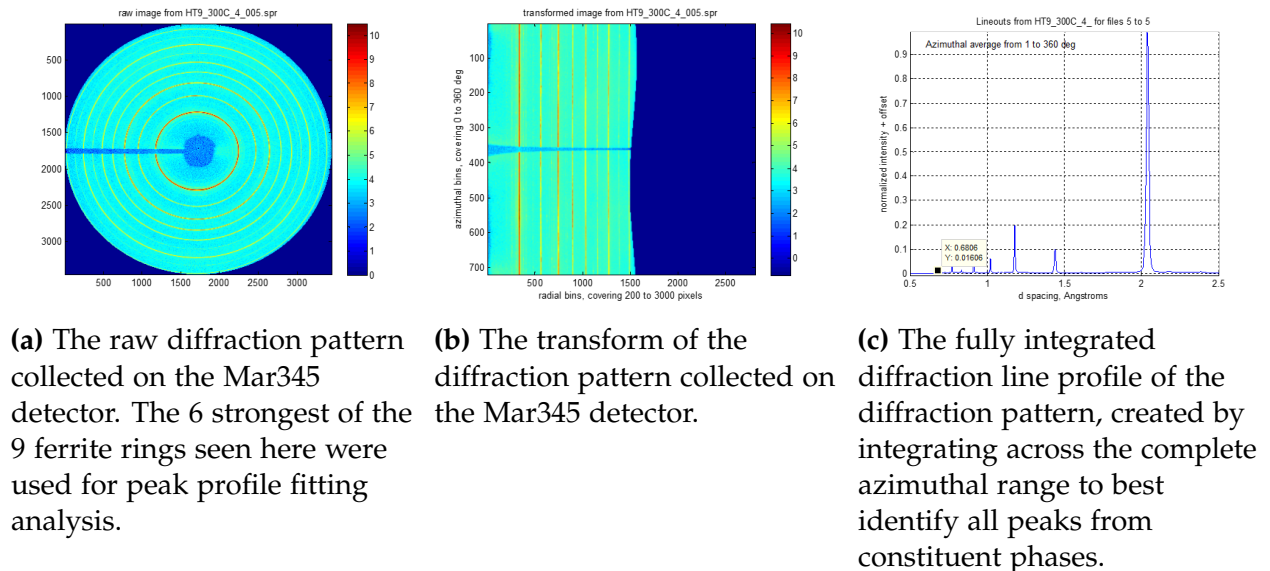 raw image from HT9_300C_4_005.spr
500
1000
1500
2000
2500
3000
500 1000 1500 2000 2500 3000
10
9
8
7
6
5
4
3
2
1
0
transformed image from HT9_300C_4_005.spr
azimuthal bins, covering 0 to 360 deg
100
200
300
400
500
600
700
500 1000 1500 2000 2500
radial bins, covering 200 to 3000 pixels
10
9
8
7
6
5
4
3
2
1
0
Lineouts from HT9_300C_4_ for files 5 to 5
Azimuthal average from 1 to 360 deg
normalized intensity + offset
0.9
0.8
0.7
0.6
0.5
0.4
0.3
0.2
0.1
0
X: 0.6806
Y: 0.01606
0.5 1 1.5 2 2.5
d spacing, Angstroms
(a) The raw diffraction pattern
collected on the Mar345
detector. The 6 strongest of the
9 ferrite rings seen here were
used for peak profile fitting
analysis.
(b) The transform of the
diffraction pattern collected on
the Mar345 detector.
(c) The fully integrated
diffraction line profile of the
diffraction pattern, created by
integrating across the complete
azimuthal range to best
identify all peaks from
constituent phases.